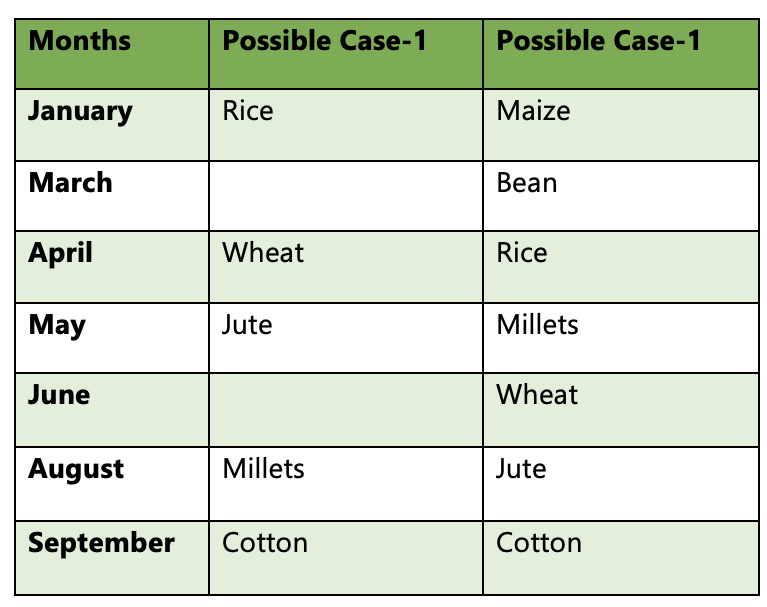 Months Possible Case-1 Possible Case-1
January Rice Maize
March Bean
April Wheat Rice
May Jute Millets
June Wheat
August Millets Jute
September Cotton Cotton